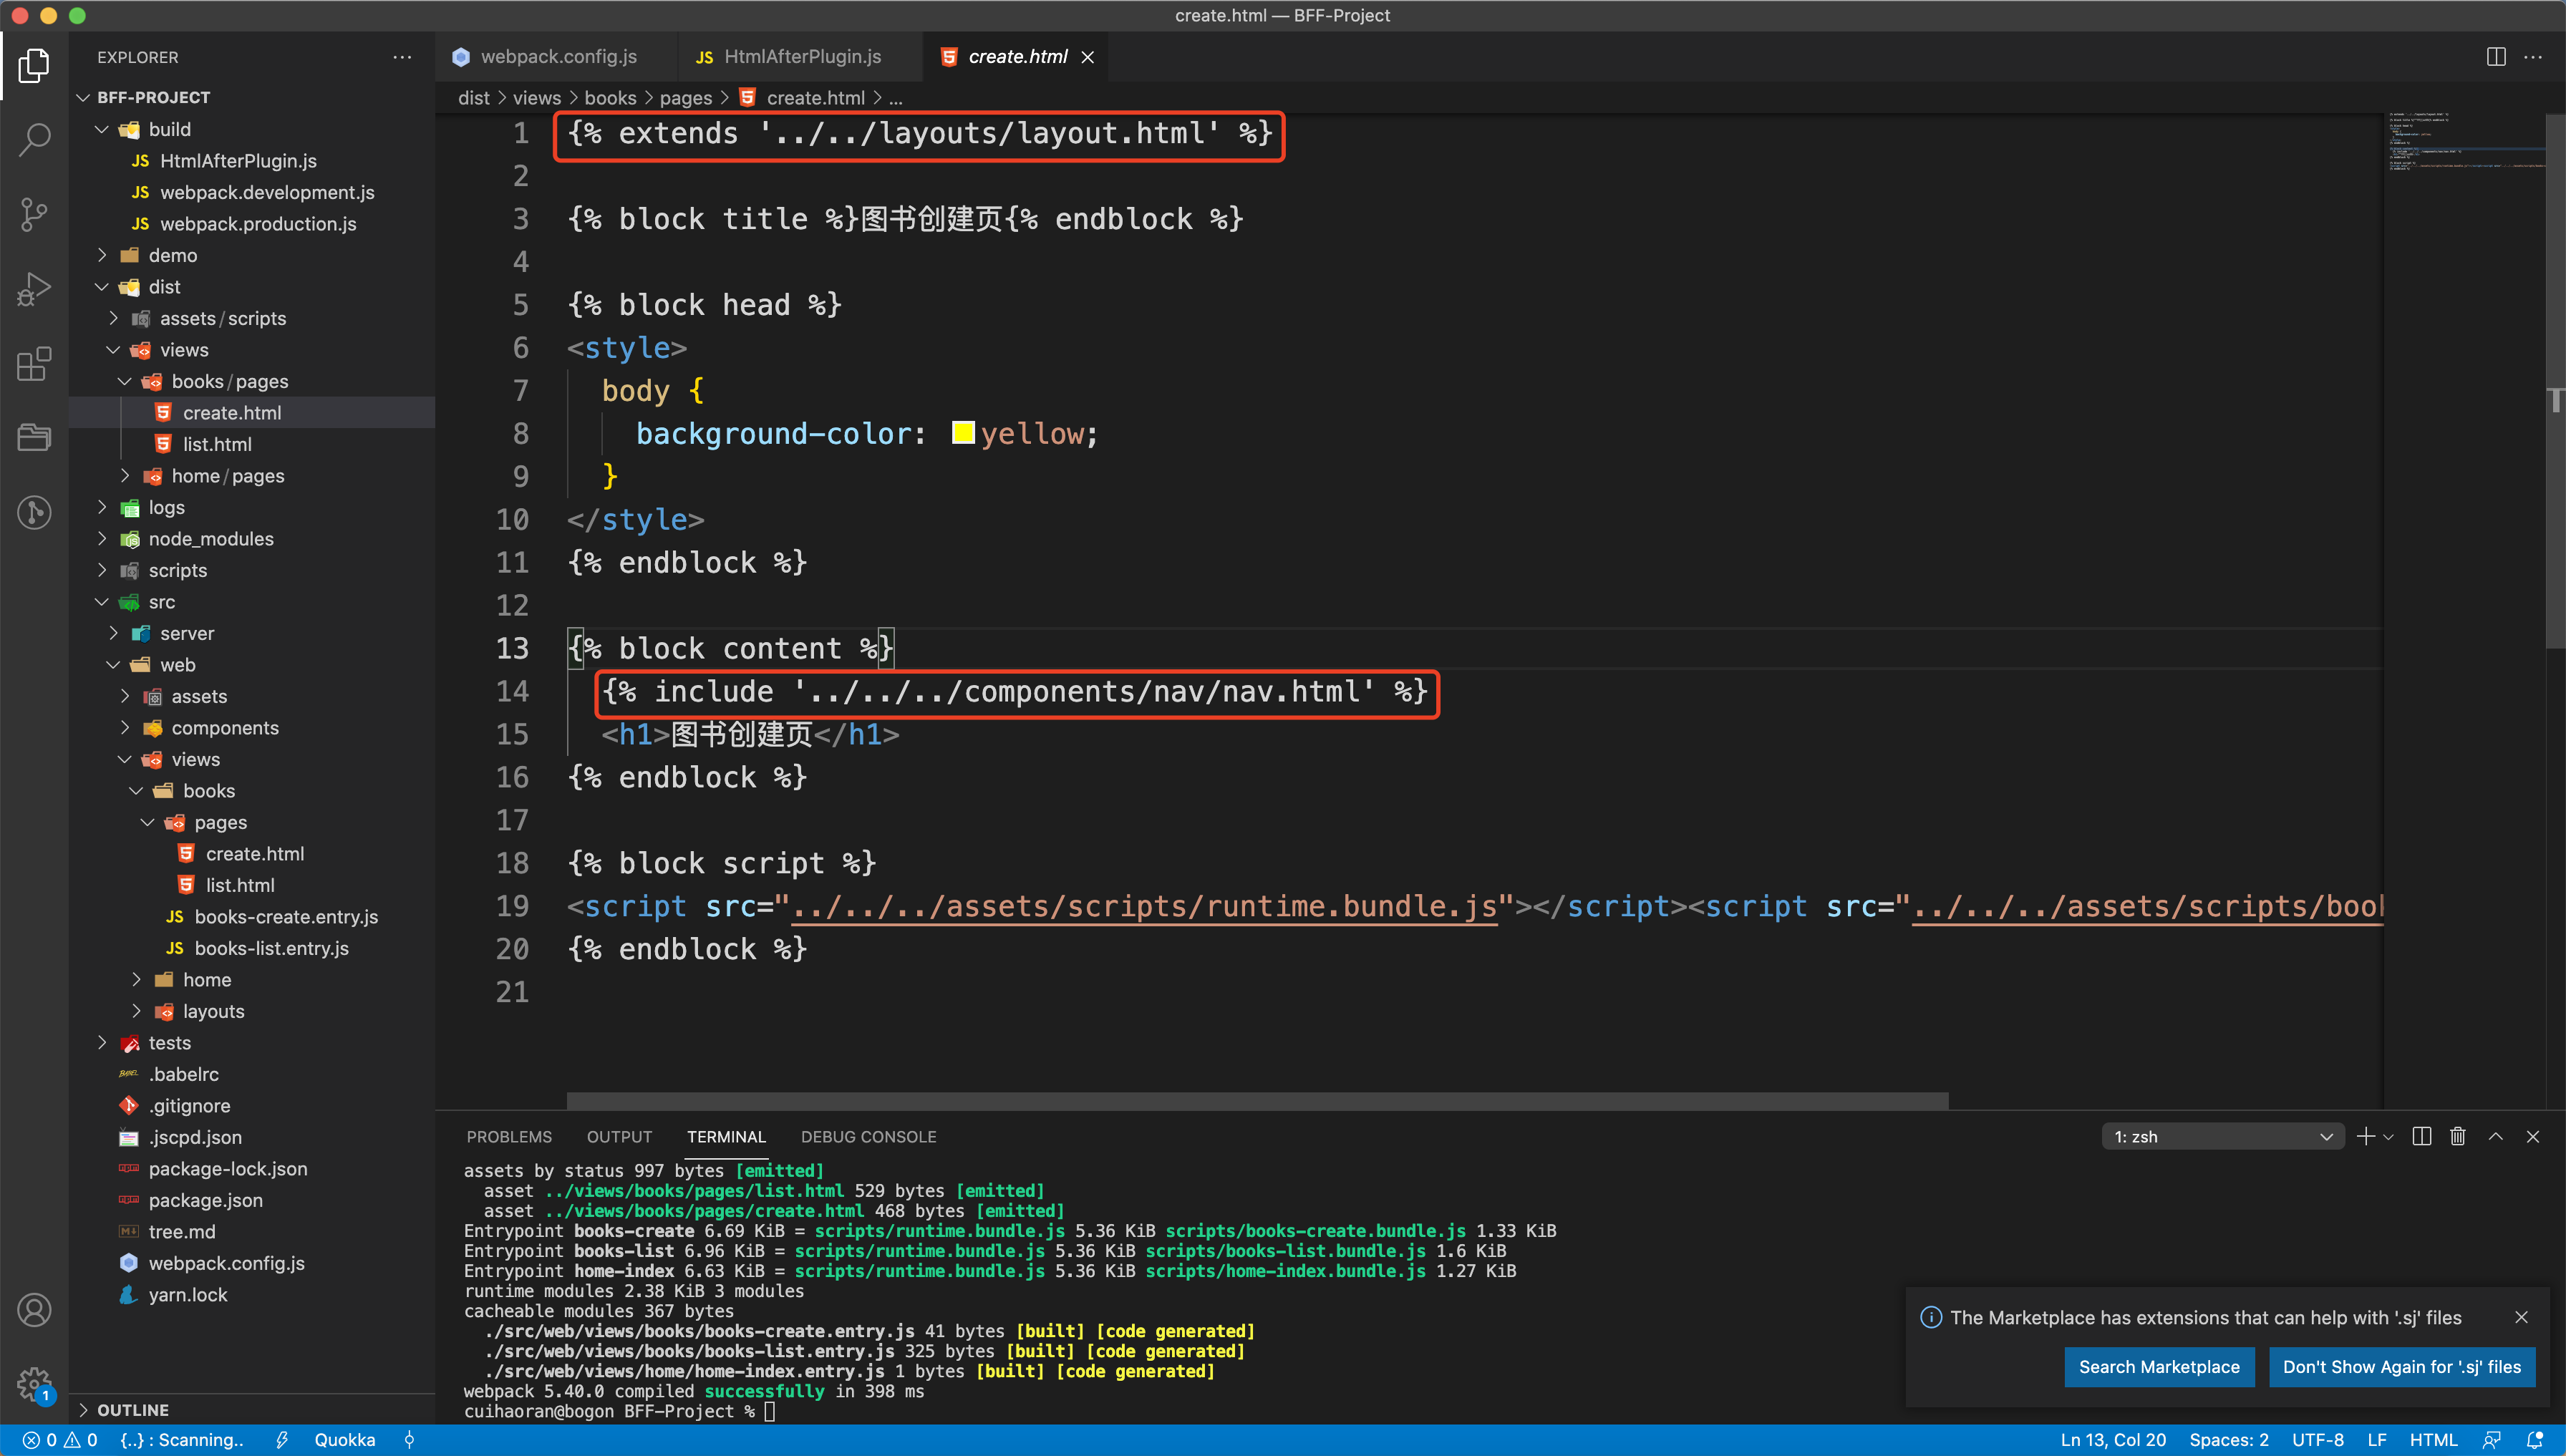 create.html — BFF-Project
EXPLORER
webpack.config.js
JS HtmlAfterPlugin.js
create.html
BFF-PROJECT
dist > views > books > pages > create.html > ...
build
JS HtmlAfterPlugin.js
JS webpack.development.js
JS webpack.production.js
demo
dist
assets/scripts
views
books/pages
create.html
list.html
home/pages
logs
node_modules
scripts
src
server
web
assets
components
views
books
pages
create.html
list.html
JS books-create.entry.js
JS books-list.entry.js
home
layouts
tests
.babelrc
.gitignore
.jscpd.json
package-lock.json
package.json
tree.md
webpack.config.js
yarn.lock
OUTLINE
1 {% extends '../../layouts/layout.html' %}
2
3 {% block title %}图书创建页{% endblock %}
4
5 {% block head %}
6 <style>
7 body {
8 background-color: yellow;
9 }
10 </style>
11 {% endblock %}
12
13 {% block content %}
14 {% include '../../../components/nav/nav.html' %}
15 <h1>图书创建页</h1>
16 {% endblock %}
17
18 {% block script %}
19 <script src="../../../assets/scripts/runtime.bundle.js"></script><script src="../../../assets/scripts/boo
20 {% endblock %}
21
PROBLEMS OUTPUT TERMINAL DEBUG CONSOLE
1: zsh
assets by status 997 bytes [emitted]
asset ../views/books/pages/list.html 529 bytes [emitted]
asset ../views/books/pages/create.html 468 bytes [emitted]
Entrypoint books-create 6.69 KiB = scripts/runtime.bundle.js 5.36 KiB scripts/books-create.bundle.js 1.33 KiB
Entrypoint books-list 6.96 KiB = scripts/runtime.bundle.js 5.36 KiB scripts/books-list.bundle.js 1.6 KiB
Entrypoint home-index 6.63 KiB = scripts/runtime.bundle.js 5.36 KiB scripts/home-index.bundle.js 1.27 KiB
runtime modules 2.38 KiB 3 modules
cacheable modules 367 bytes
./src/web/views/books/books-create.entry.js 41 bytes [built] [code generated]
./src/web/views/books/books-list.entry.js 325 bytes [built] [code generated]
./src/web/views/home/home-index.entry.js 1 bytes [built] [code generated]
webpack 5.40.0 compiled successfully in 398 ms
cuihaoran@bogon BFF-Project %
The Marketplace has extensions that can help with '.sj' files
Search Marketplace
Don't Show Again for '.sj' files
1
0 0 {..} : Scanning.. Quokka
Ln 13, Col 20 Spaces: 2 UTF-8 LF HTML